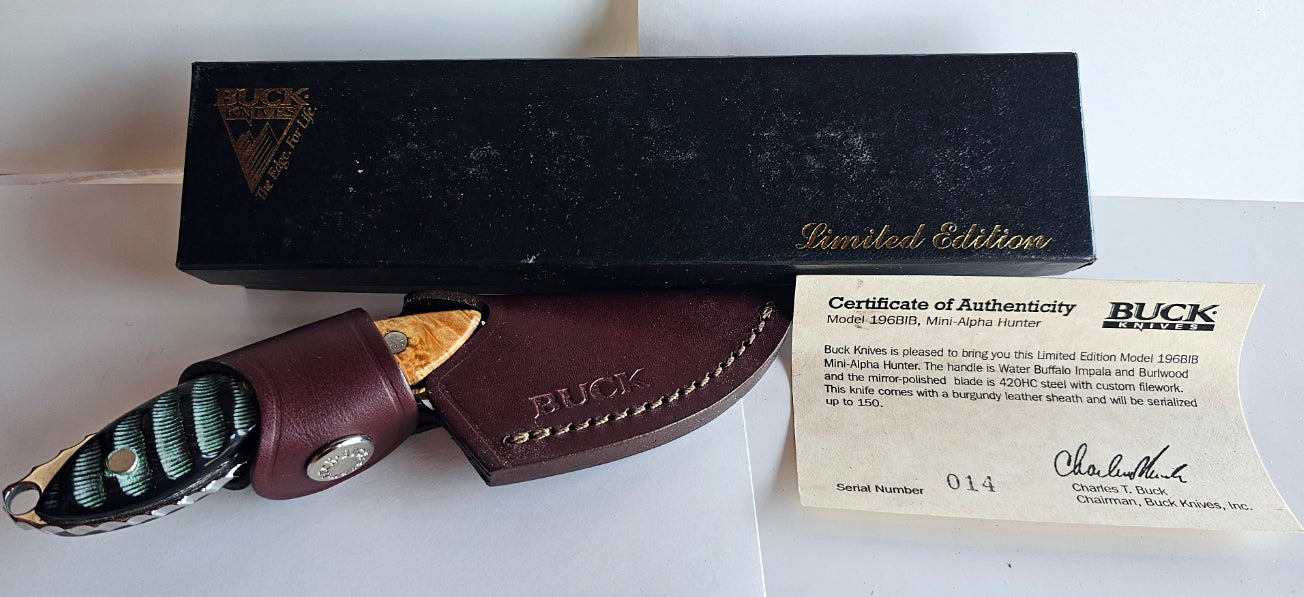 BUCK
KNIVES
The Edge. For Life.
Limited Edition
BUCK
Certificate of Authenticity
Model 196BIB, Mini-Alpha Hunter
BUCK
KNIVES
Buck Knives is pleased to bring you this Limited Edition Model 196BIB
Mini-Alpha Hunter. The handle is Water Buffalo Impala and Burlwood
and the mirror-polished blade is 420HC steel with custom filework.
This knife comes with a burgundy leather sheath and will be serialized
up to 150.
Serial Number 014
Charles T. Buck
Chairman, Buck Knives, Inc.